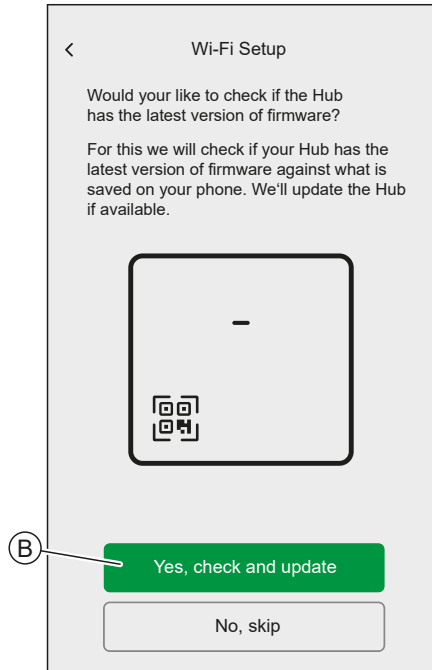 Wi-Fi Setup
Would your like to check if the Hub
has the latest version of firmware?
For this we will check if your Hub has the
latest version of firmware against what is
saved on your phone. We'll update the Hub
if available.
B
Yes, check and update
No, skip